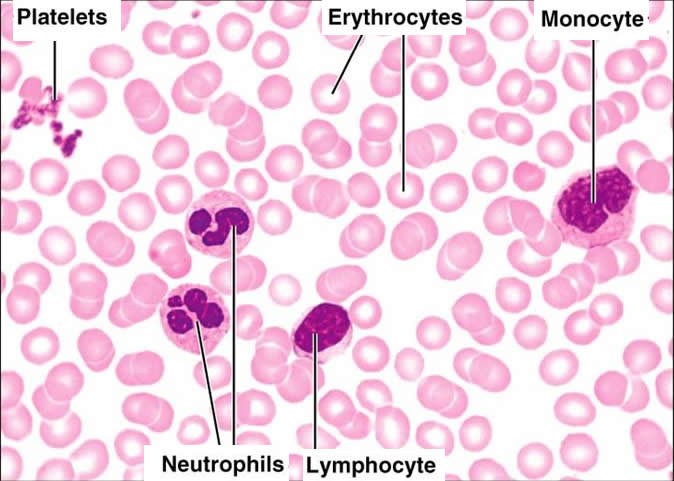 Platelets
Erythrocytes
Monocyte
Neutrophils
Lymphocyte